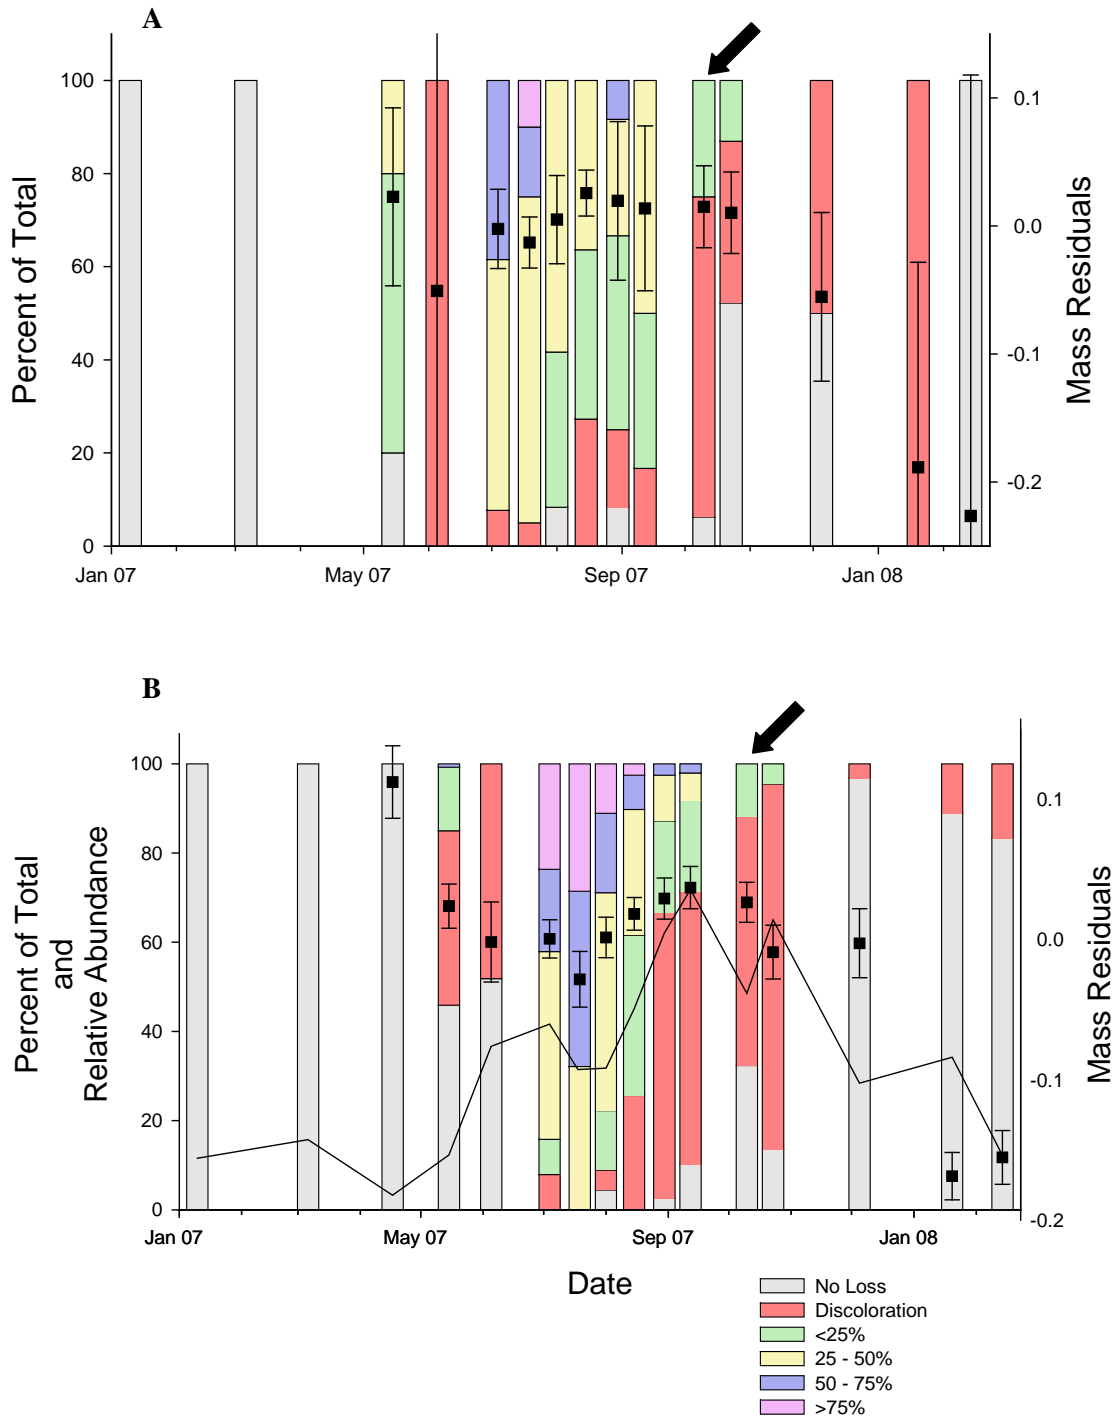 A
100
80
60
40
20
0
Percent of Total
0.1
0.0
-0.1
-0.2
Mass Residuals
Jan 07
May 07
Sep 07
Jan 08
B
100
80
60
40
20
0
Percent of Total
and
Relative Abundance
0.1
0.0
-0.1
-0.2
Mass Residuals
Jan 07
May 07
Sep 07
Jan 08
Date
No Loss
Discoloration
<25%
25 - 50%
50 - 75%
>75%